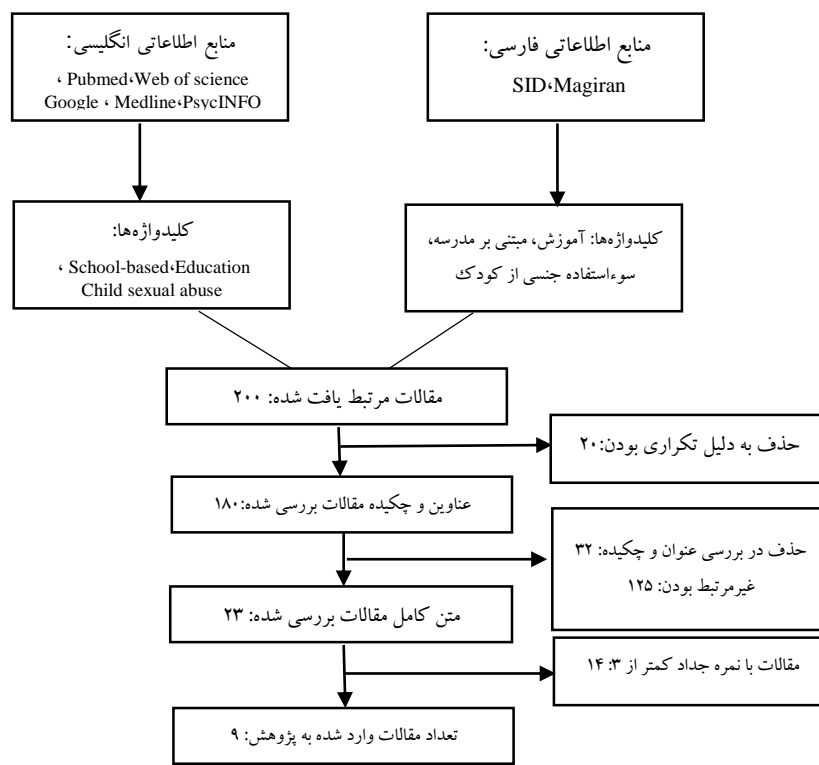 منابع اطلاعاتی فارسی:
SID،Magiran
منابع اطلاعاتی انگلیسی:
، Pubmed،Web of science
Google ، Medline،PsycINFO
کلیدواژه‌ها: آموزش، مبتنی بر مدرسه،
سوءاستفاده جنسی از کودک
کلیدواژه‌ها:
، School-based،Education
Child sexual abuse
مقالات مرتبط یافت شده: ۲۰۰
حذف به دلیل تکراری بودن:۲۰
عناوین و چکیده مقالات بررسی شده:۱۸۰
حذف در بررسی عنوان و چکیده: ۳۲
غیرمرتبط بودن: ۱۲۵
متن کامل مقالات بررسی شده: ۲۳
مقالات با نمره جداد کمتر از ۳: ۱۴
تعداد مقالات وارد شده به پژوهش: ۹